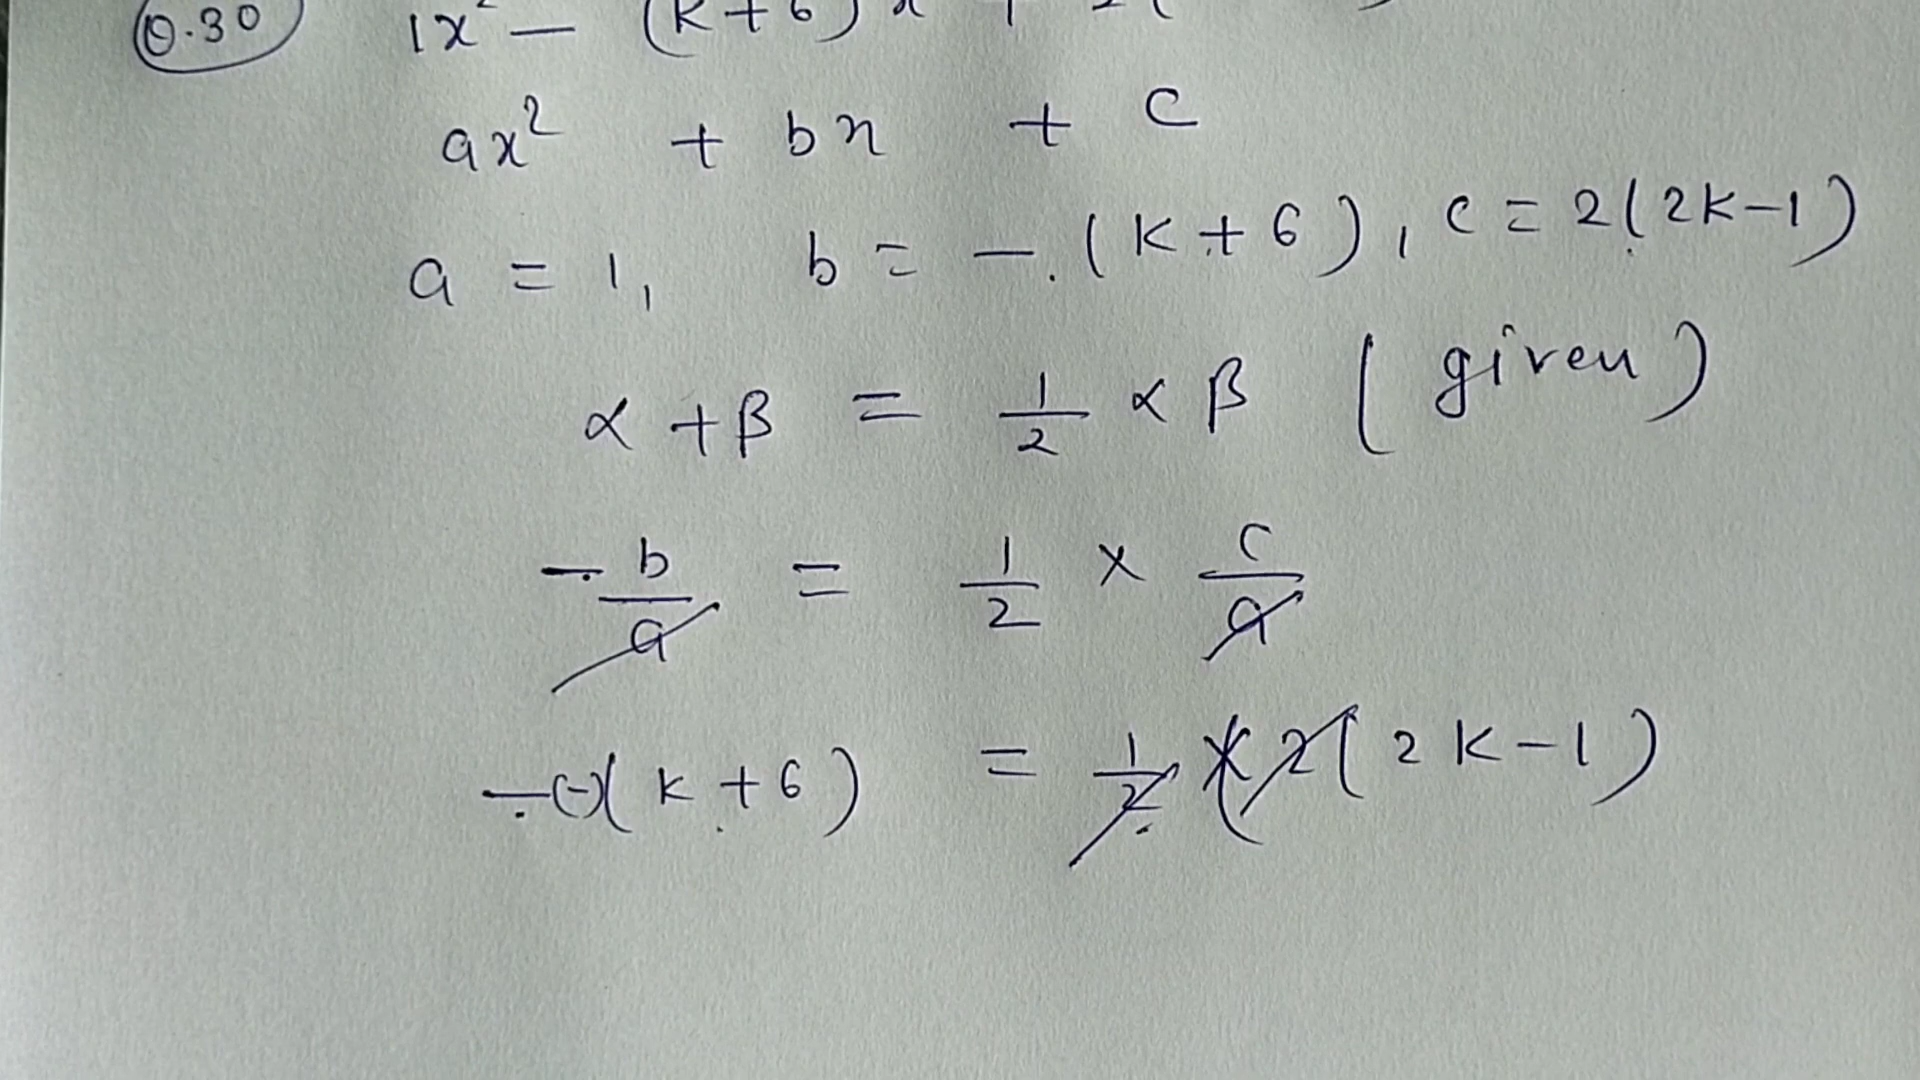 Q.30 1x² - (k+6)x + 2(
ax² + bx + c
a = 1, b = -(k+6), c = 2(2k-1)
α + β = 1/2 α β (given)
-b/a = 1/2 × c/a
-(-)(k+6) = 1/2 × 2(2k-1)